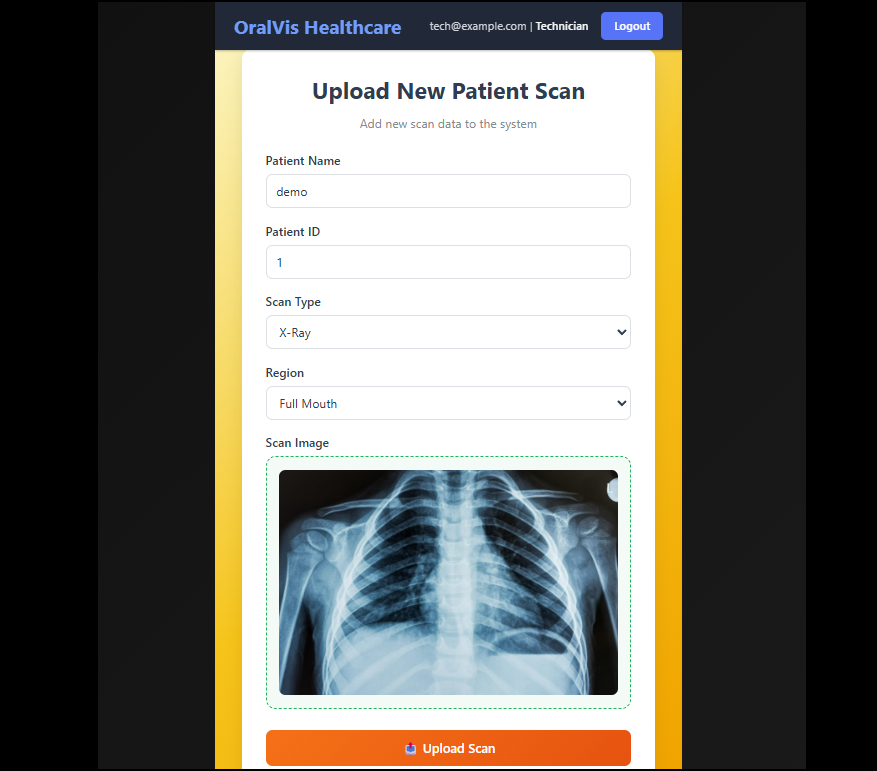 OralVis Healthcare
tech@example.com | Technician
Logout
Upload New Patient Scan
Add new scan data to the system
Patient Name
demo
Patient ID
1
Scan Type
X-Ray
Region
Full Mouth
Scan Image
📤 Upload Scan